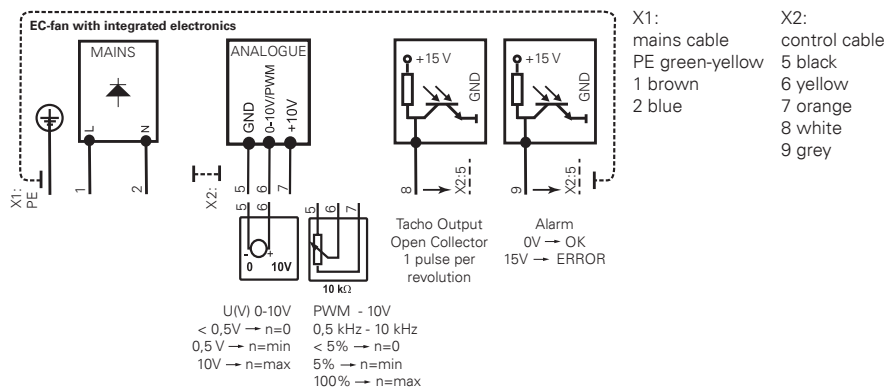 EC-fan with integrated electronics
MAINS
L
N
ANALOGUE
GND
0-10V/PWM
+10V
+15 V
GND
+15 V
GND
X1:
PE
1
2
X2:
5
6
7
8
X2:5
9
X2:5
5
6
- +
0 10V
5
6
7
10 kΩ
Tacho Output
Open Collector
1 pulse per
revolution
Alarm
0V → OK
15V → ERROR
U(V) 0-10V
< 0,5V → n=0
0,5 V → n=min
10V → n=max
PWM - 10V
0,5 kHz - 10 kHz
< 5% → n=0
5% → n=min
100% → n=max
X1:
mains cable
PE green-yellow
1 brown
2 blue
X2:
control cable
5 black
6 yellow
7 orange
8 white
9 grey